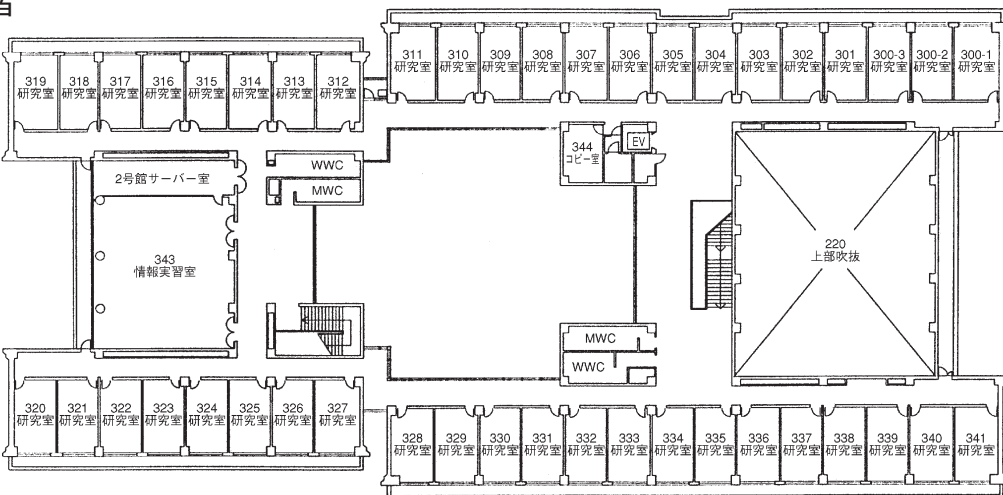 311
研究室
310
研究室
309
研究室
308
研究室
307
研究室
306
研究室
305
研究室
304
研究室
303
研究室
302
研究室
301
研究室
300-3
研究室
300-2
研究室
300-1
研究室
319
研究室
318
研究室
317
研究室
316
研究室
315
研究室
314
研究室
313
研究室
312
研究室
344
コピー室
EV
WWC
MWC
2号館サーバー室
343
情報実習室
220
上部吹抜
MWC
WWC
320
研究室
321
研究室
322
研究室
323
研究室
324
研究室
325
研究室
326
研究室
327
研究室
328
研究室
329
研究室
330
研究室
331
研究室
332
研究室
333
研究室
334
研究室
335
研究室
336
研究室
337
研究室
338
研究室
339
研究室
340
研究室
341
研究室